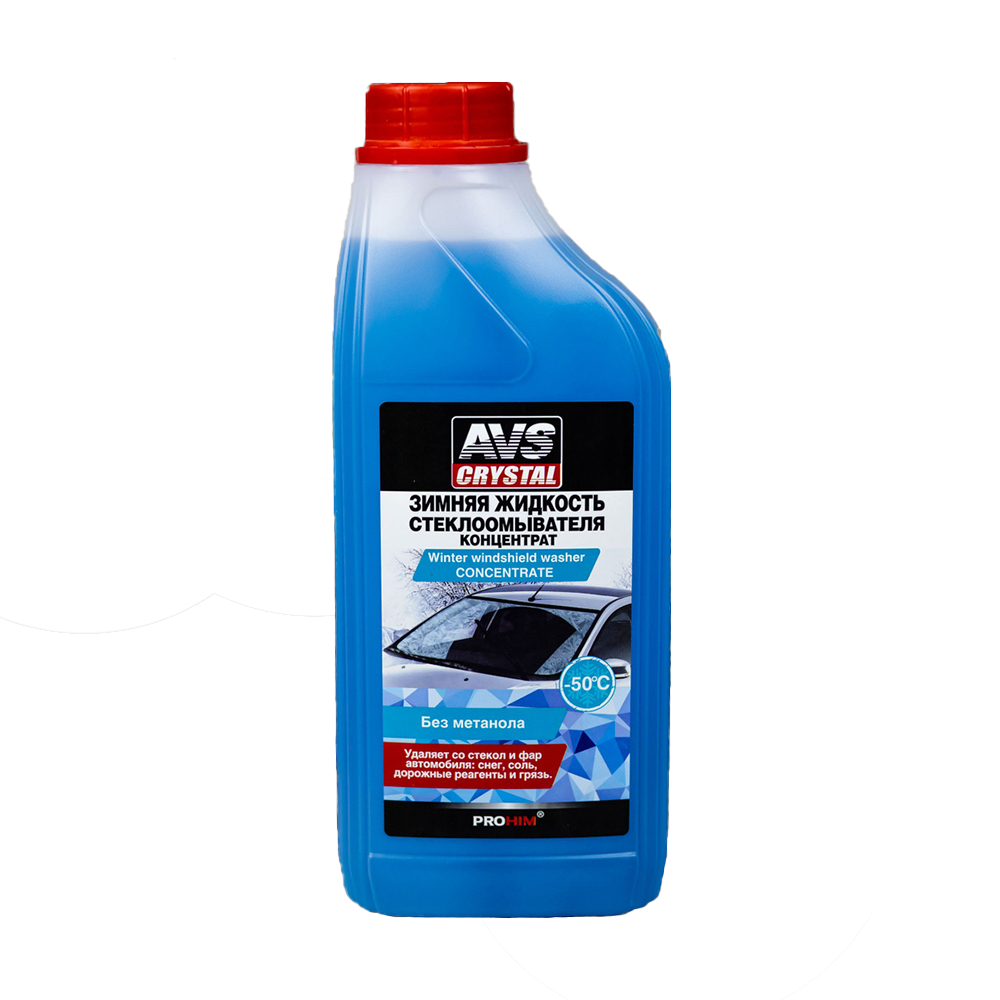 AVS
CRYSTAL
ЗИМНЯЯ ЖИДКОСТЬ
СТЕКЛООМЫВАТЕЛЯ
КОНЦЕНТРАТ
Winter windshield washer
CONCENTRATE
-50°C
Без метанола
Удаляет со стекол и фар
автомобиля: снег, соль,
дорожные реагенты и грязь.
PROHIM®